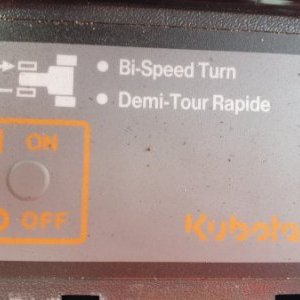 • Bi-Speed Turn
• Demi-Tour Rapide
ON
OFF
Kubota